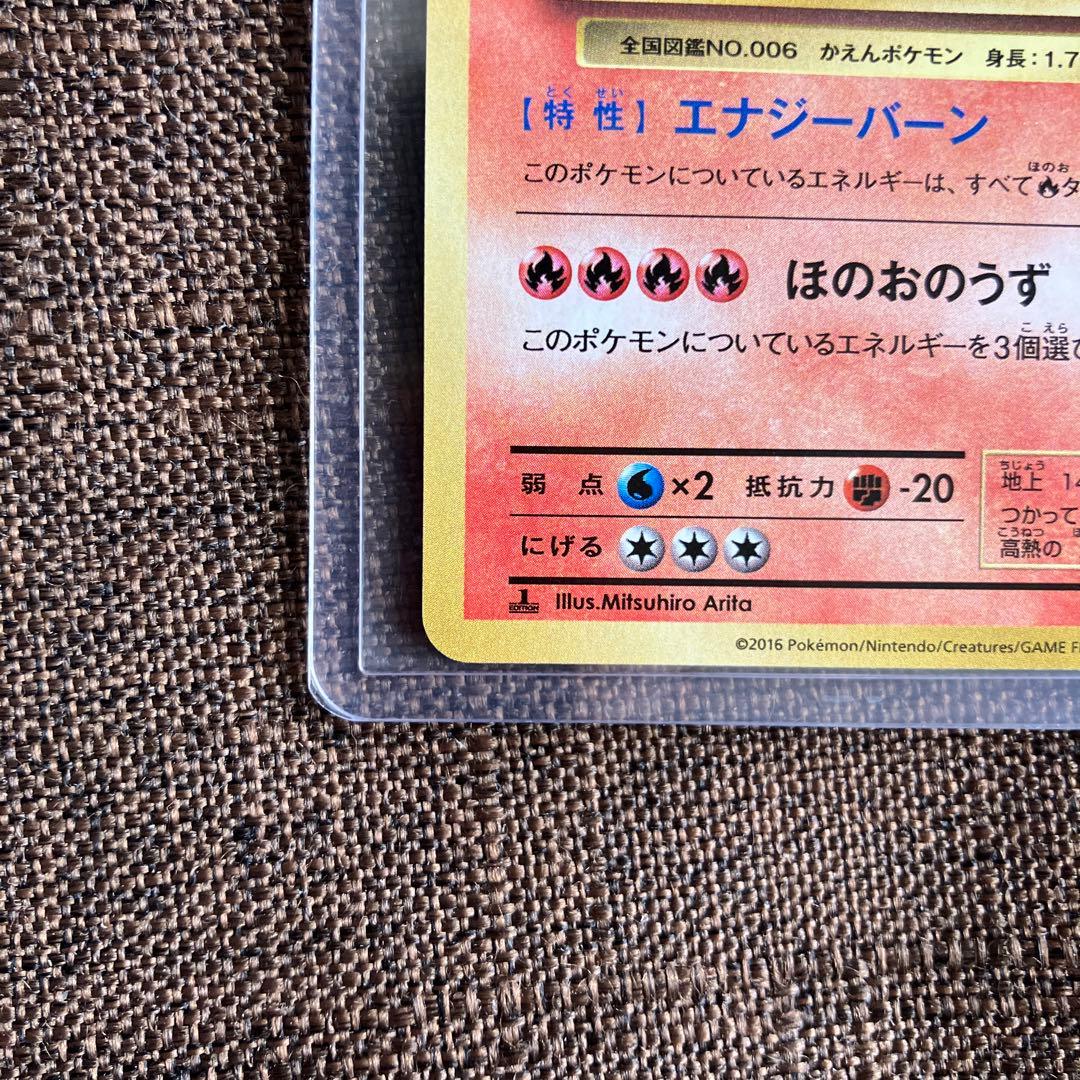 全国図鑑NO.006 かえんポケモン 身長:1.7
とく せい
【特性】 エナジーバーン
ほのお
このポケモンについているエネルギーは、すべて タ
ほのおのうず
こ えら
このポケモンについているエネルギーを3個選び
弱点 ×2 抵抗力 -20
にげる
ちじょう
地上 14
つかって
こうねつ
高熱の
1 EDITION Illus.Mitsuhiro Arita
©2016 Pokémon/Nintendo/Creatures/GAME F